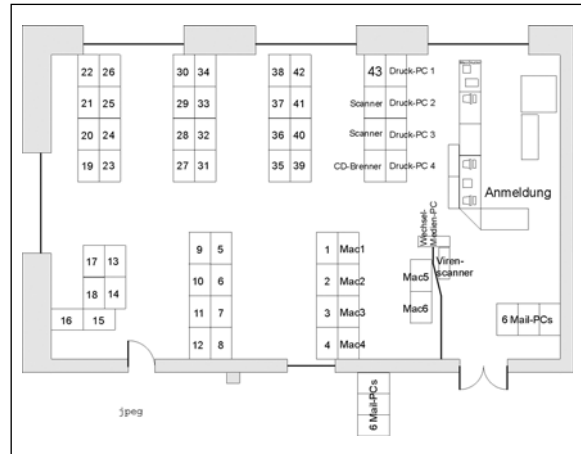 22 26
30 34
38 42
43 Druck-PC 1
21 25
29 33
37 41
Scanner Druck-PC 2
20 24
28 32
36 40
Scanner Druck-PC 3
19 23
27 31
35 39
CD-Brenner Druck-PC 4
Anmeldung
Wechsel-
Medien-PC
Viren-
scanner
17 13
18 14
16 15
9 5
10 6
11 7
12 8
1 Mac1
2 Mac2
3 Mac3
4 Mac4
Mac5
Mac6
6 Mail-PCs
6 Mail-PCs
jpeg